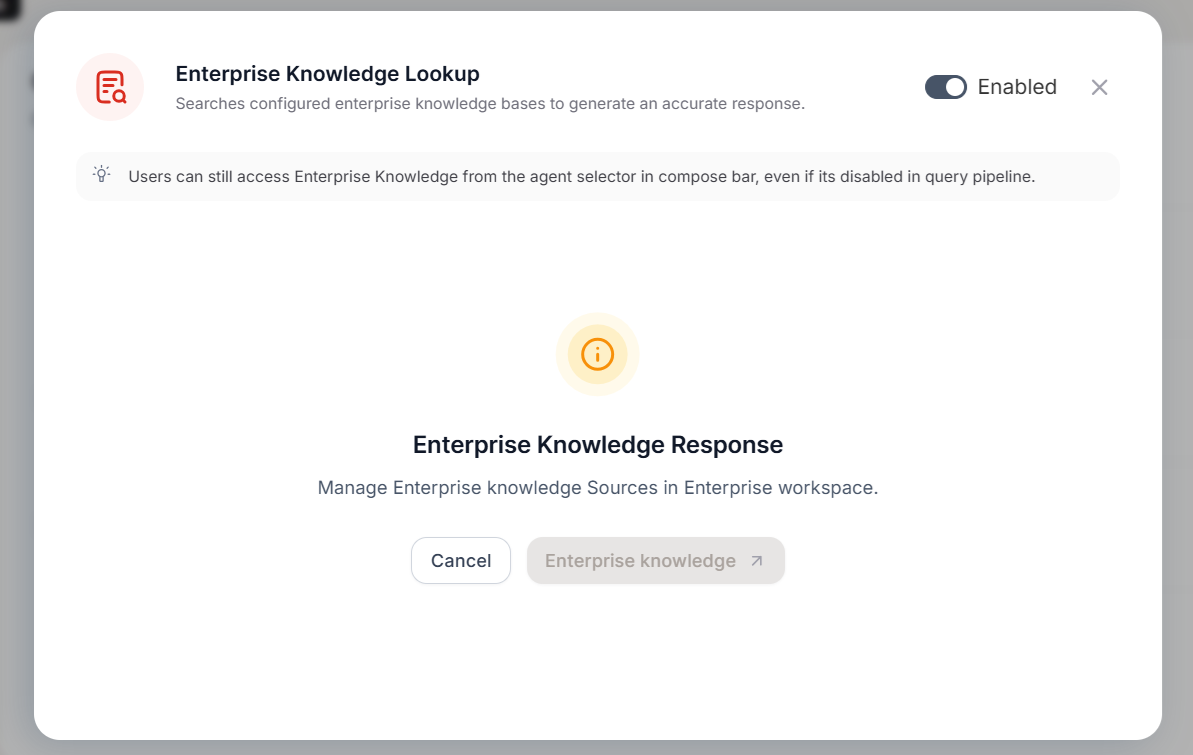 Enterprise Knowledge Lookup
Searches configured enterprise knowledge bases to generate an accurate response.
Enabled
Users can still access Enterprise Knowledge from the agent selector in compose bar, even if its disabled in query pipeline.
Enterprise Knowledge Response
Manage Enterprise knowledge Sources in Enterprise workspace.
Cancel
Enterprise knowledge